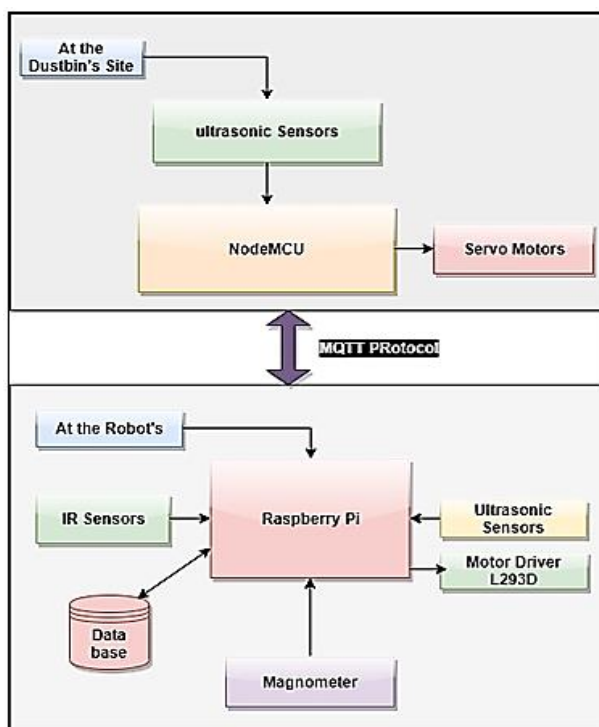 At the
Dustbin's Site
ultrasonic Sensors
NodeMCU
Servo Motors
MQTT PRotocol
At the Robot's
IR Sensors
Raspberry Pi
Ultrasonic
Sensors
Motor Driver
L293D
Data
base
Magnometer